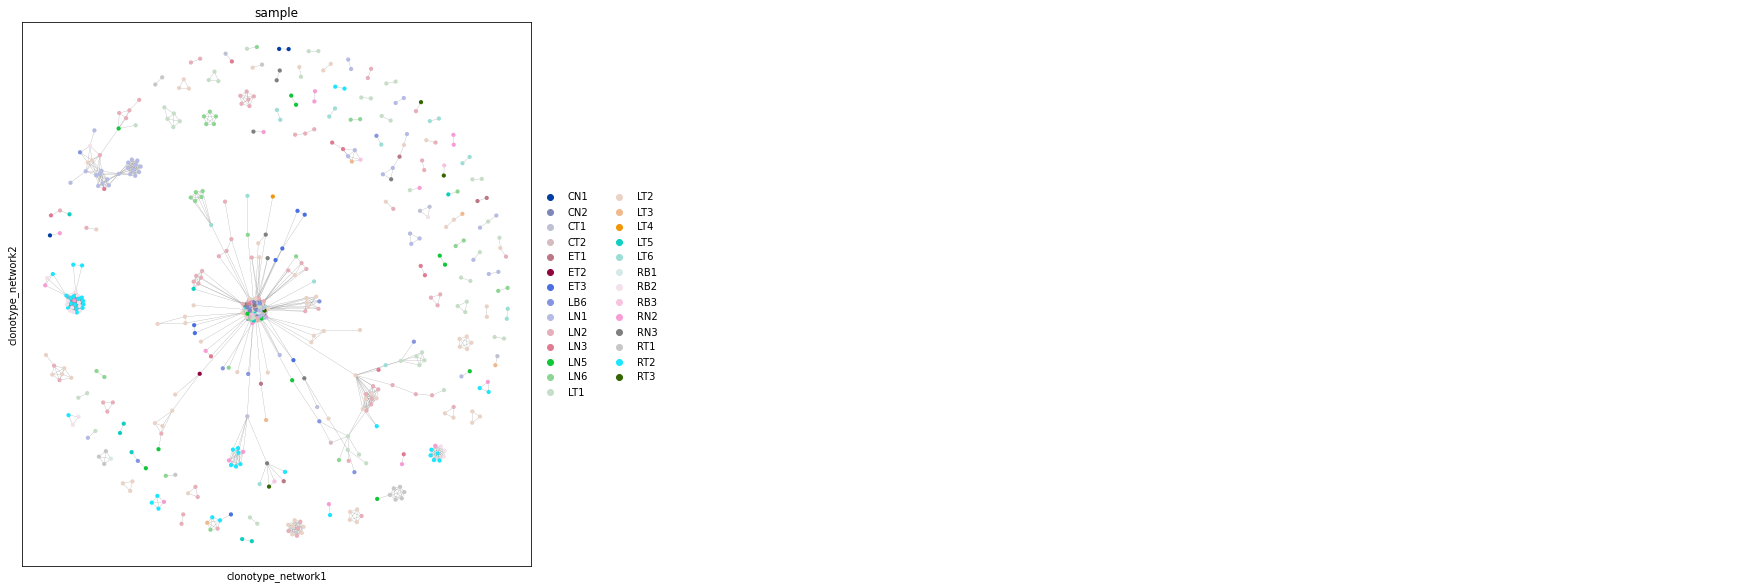 sample
clonotype_network2
clonotype_network1
CN1
CN2
CT1
CT2
ET1
ET2
ET3
LB6
LN1
LN2
LN3
LN5
LN6
LT1
LT2
LT3
LT4
LT5
LT6
RB1
RB2
RB3
RN2
RN3
RT1
RT2
RT3